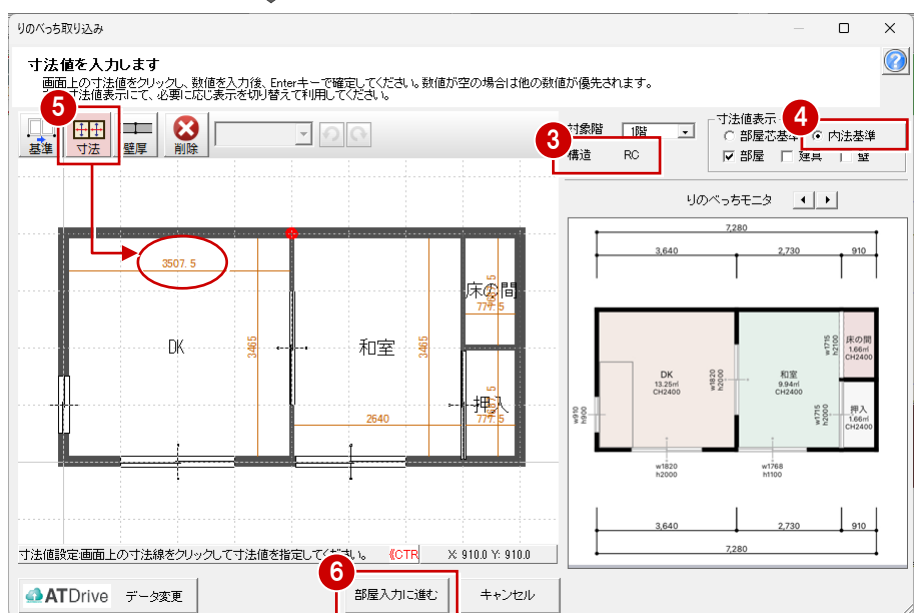 りのべっち取り込み
寸法値を入力します
画面上の寸法値をクリックし、数値を入力後、Enterキーで確定してください。数値が空の場合は他の数値が優先されます。
寸法値表示にて、必要に応じ表示を切り替えて利用してください。
5
基準
寸法
壁厚
削除
対象階 1階
3
構造 RC
寸法値表示
4
部屋芯基準 内法基準
部屋 建具 壁
りのべっちモニタ
3507.5
DK
3465
和室
3465
2640
床の間
777.5
押入
777.5
7,280
3,640 2,730 910
DK
13.25㎡
CH2400
w1820
h2000
和室
9.94㎡
CH2400
w1715
h2100
床の間
1.66㎡
CH2400
w1715
h2000
押入
1.66㎡
CH2400
w910
h900
w1820
h2000
w1768
h1100
3,640 2,730 910
7,280
寸法値設定:画面上の寸法線をクリックして寸法値を指定してください。 《CTR X: 910.0 Y: 910.0
6
ATDrive データ変更
部屋入力に進む
キャンセル